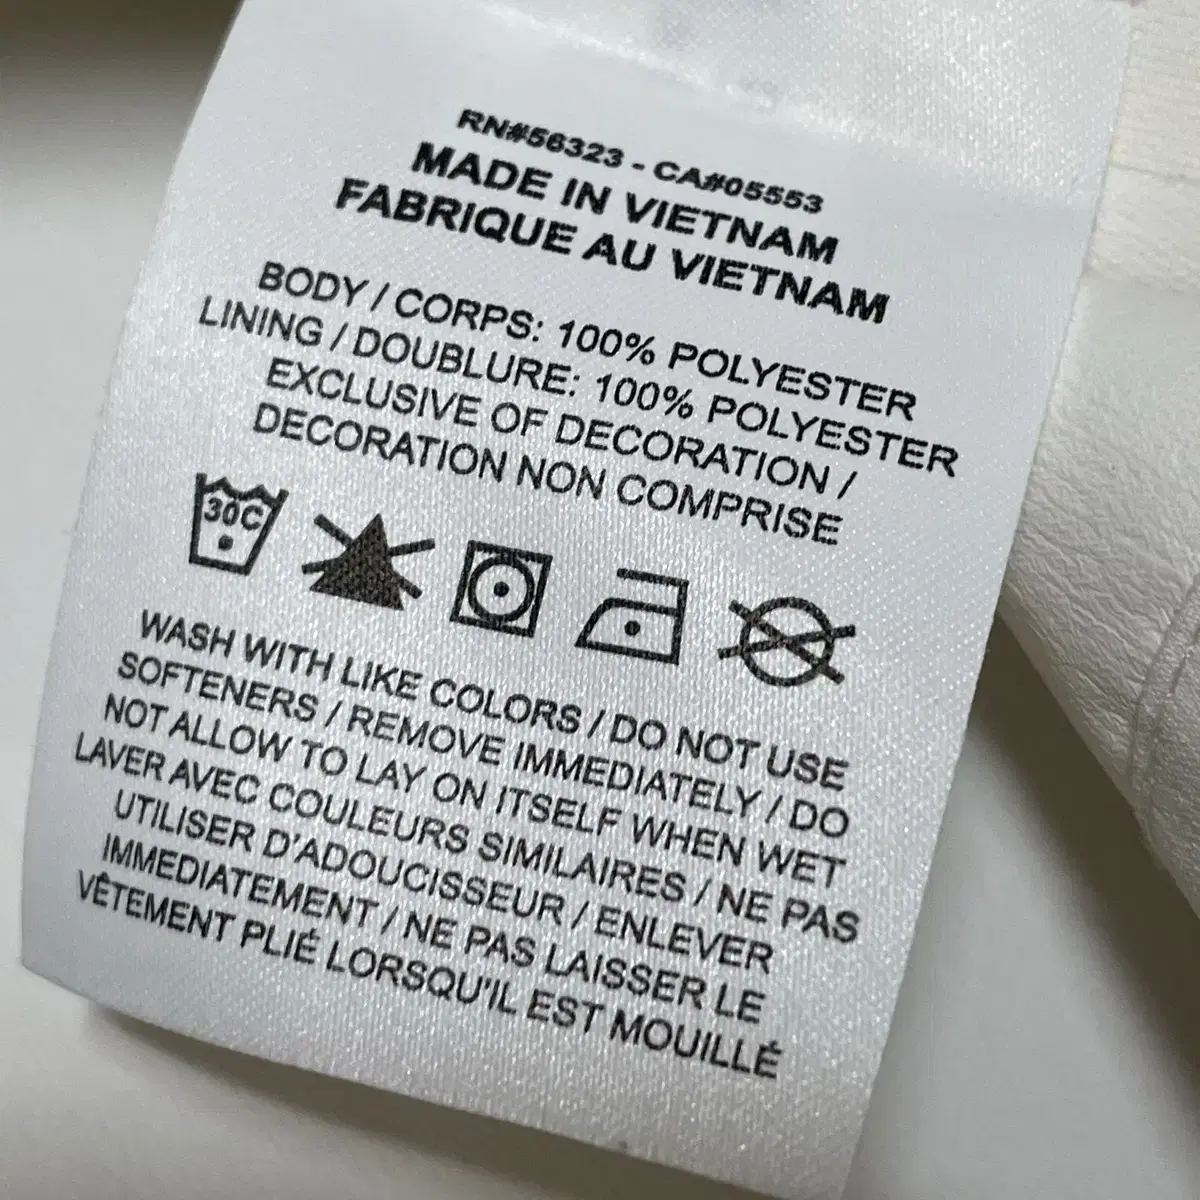 RN#56323 - CA#05553
MADE IN VIETNAM
FABRIQUE AU VIETNAM
BODY / CORPS: 100% POLYESTER
LINING / DOUBLURE: 100% POLYESTER
EXCLUSIVE OF DECORATION /
DECORATION NON COMPRISE
30C
WASH WITH LIKE COLORS / DO NOT USE
SOFTENERS / REMOVE IMMEDIATELY / DO
NOT ALLOW TO LAY ON ITSELF WHEN WET
LAVER AVEC COULEURS SIMILAIRES / NE PAS
UTILISER D'ADOUCISSEUR / ENLEVER
IMMEDIATEMENT / NE PAS LAISSER LE
VÊTEMENT PLIÉ LORSQU'IL EST MOUILLÉ